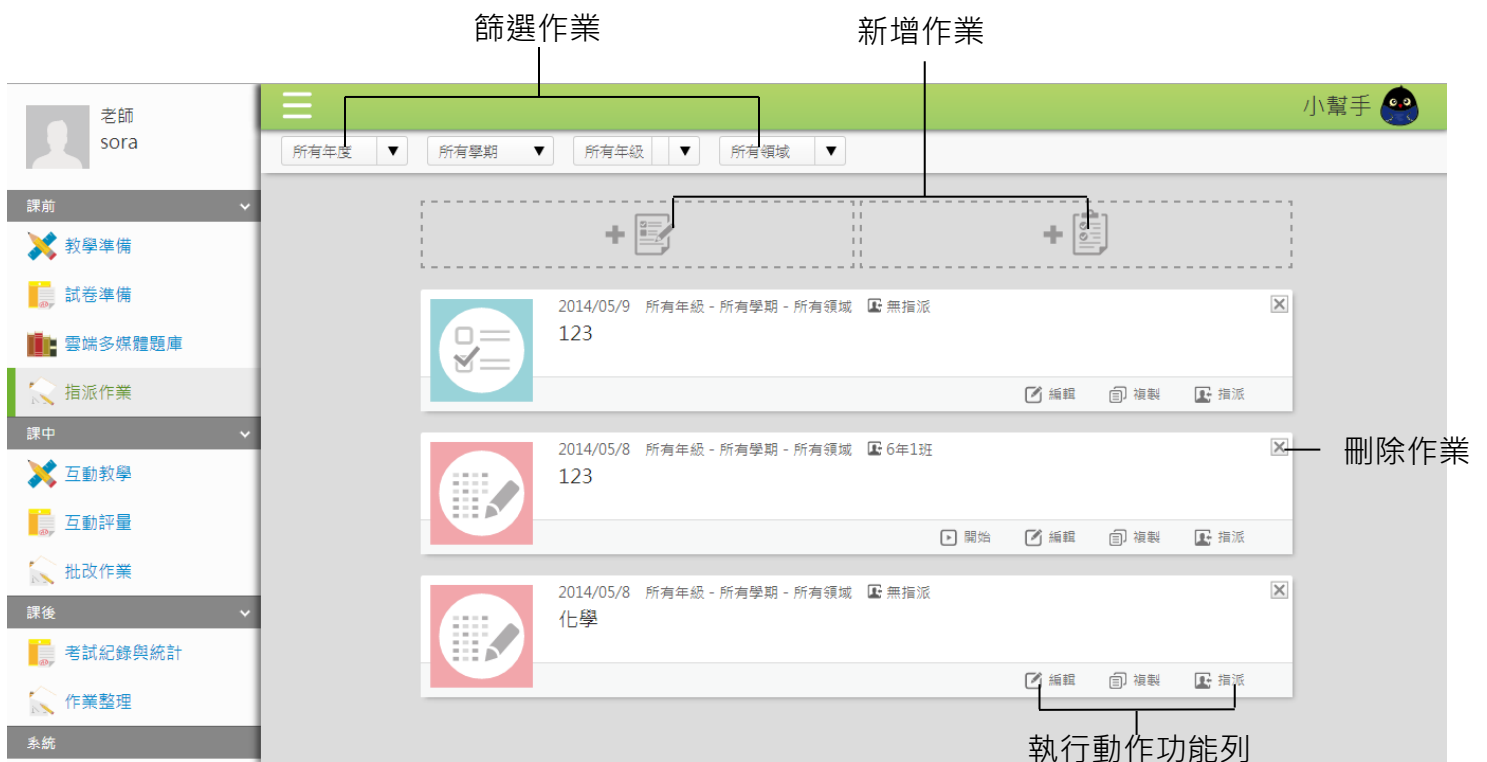 篩選作業
新增作業
老師
sora
小幫手
所有年度
所有學期
所有年級
所有領域
課前
教學準備
試卷準備
雲端多媒體題庫
指派作業
課中
互動教學
互動評量
批改作業
課後
考試紀錄與統計
作業整理
系統
2014/05/9 所有年級 - 所有學期 - 所有領域 無指派
123
編輯 複製 指派
2014/05/8 所有年級 - 所有學期 - 所有領域 6年1班
123
開始 編輯 複製 指派
刪除作業
2014/05/8 所有年級 - 所有學期 - 所有領域 無指派
化學
編輯 複製 指派
執行動作功能列